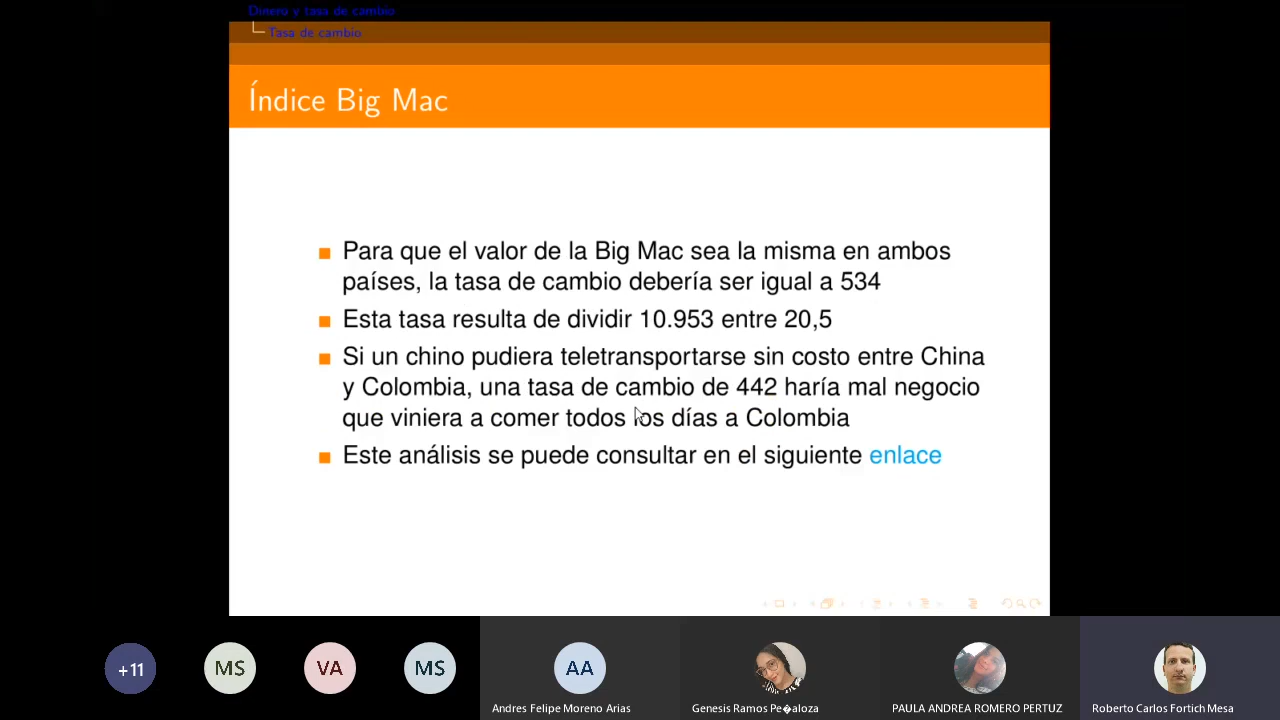 Dinero y tasa de cambio
Tasa de cambio
Índice Big Mac
Para que el valor de la Big Mac sea la misma en ambos
países, la tasa de cambio debería ser igual a 534
Esta tasa resulta de dividir 10.953 entre 20,5
Si un chino pudiera teletransportarse sin costo entre China
y Colombia, una tasa de cambio de 442 haría mal negocio
que viniera a comer todos los días a Colombia
Este análisis se puede consultar en el siguiente enlace
+11
MS
VA
MS
AA
Andres Felipe Moreno Arias
Genesis Ramos Pe�aloza
PAULA ANDREA ROMERO PERTUZ
Roberto Carlos Fortich Mesa